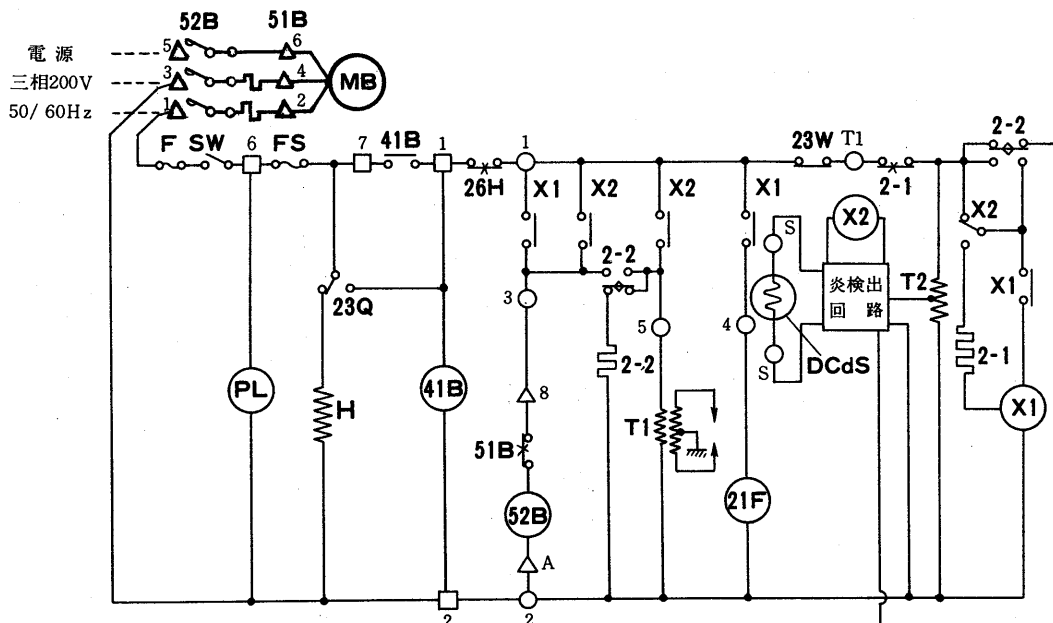 52B 51B
電源 5 6
三相200V 3 4 MB
50/60Hz 1 2
F SW 6 FS 7 41B 1 26H 1 23W T1 2-1 2-2
X1 X2 X2 X1 X2 X2
S
炎検出
回路
T2
X1
3 2-2 23Q
5 4 DCdS
S
2-2 2-1
PL H 41B 8 T1 X1
51B
21F
52B
A
2 2